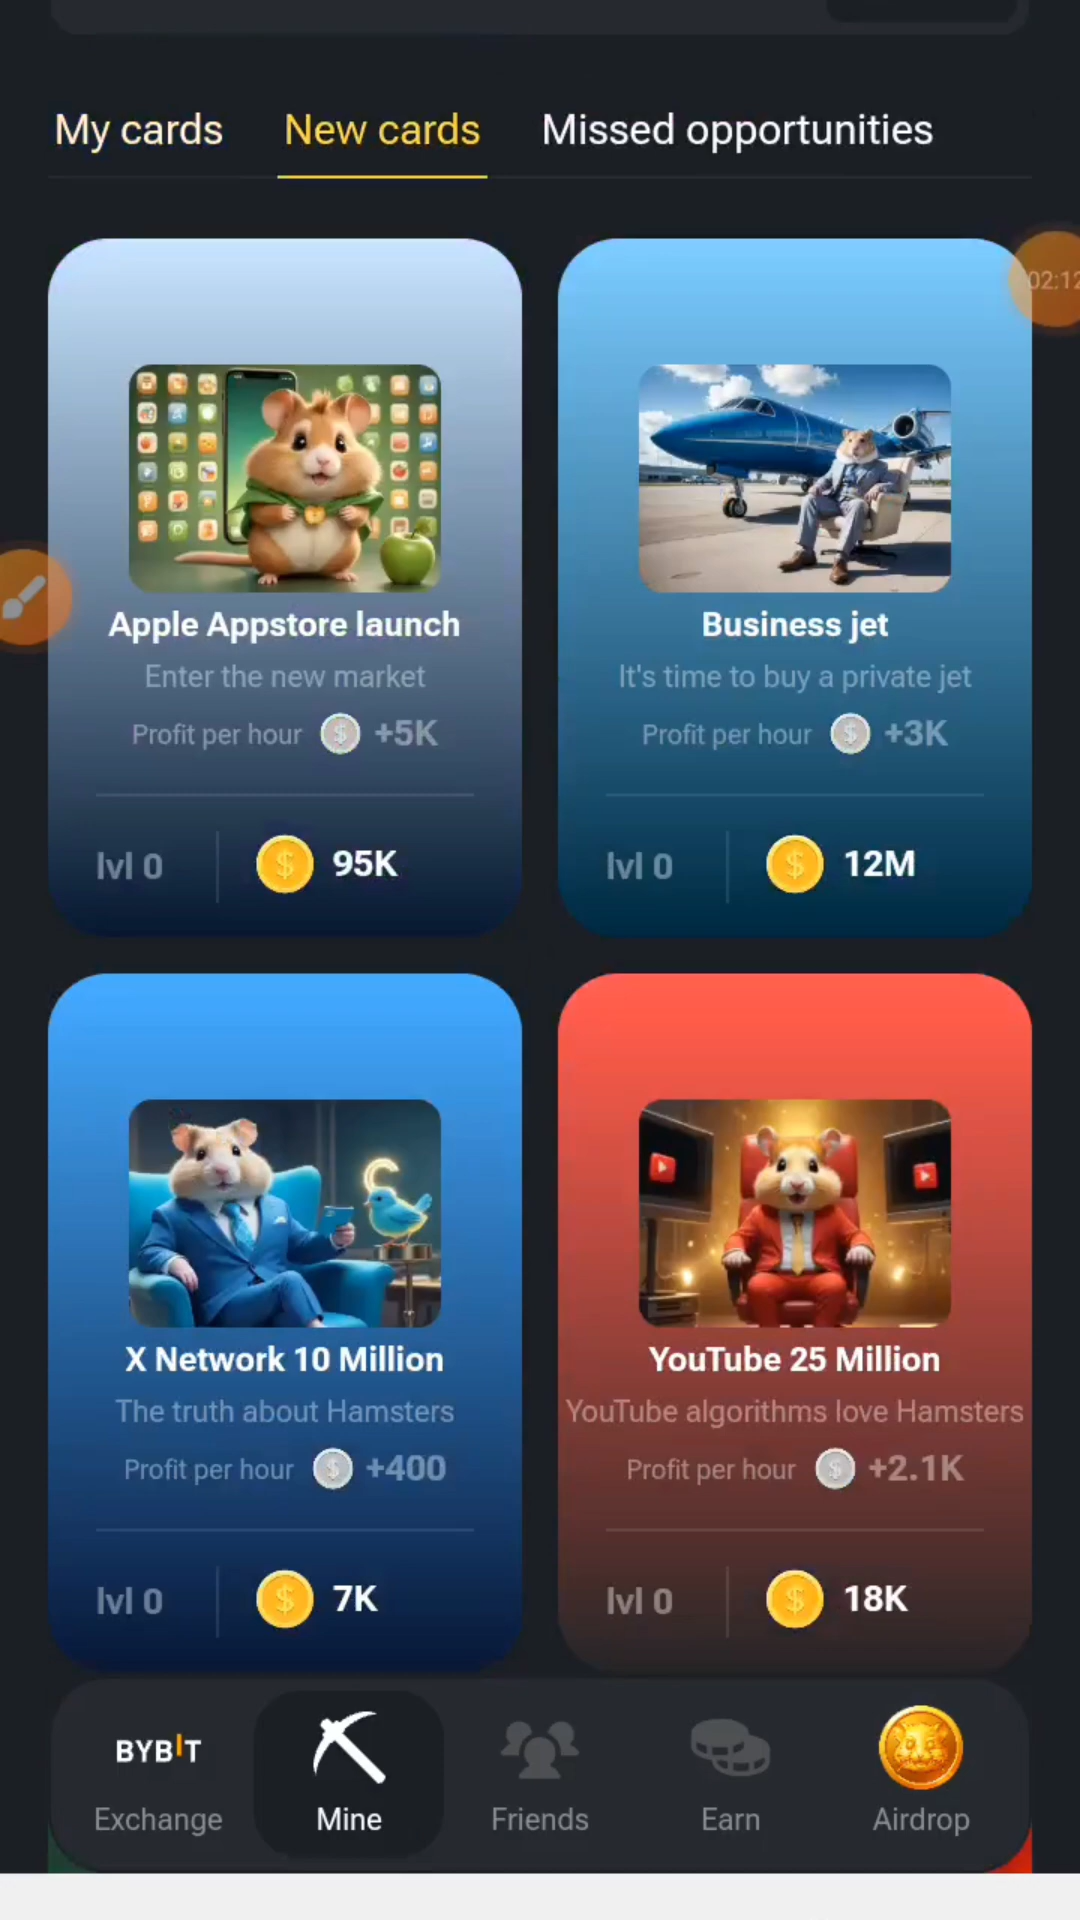 My cards New cards Missed opportunities
02:12
Apple Appstore launch
Enter the new market
Profit per hour +5K
lvl 0 95K
Business jet
It's time to buy a private jet
Profit per hour +3K
lvl 0 12M
X Network 10 Million
The truth about Hamsters
Profit per hour +400
lvl 0 7K
YouTube 25 Million
YouTube algorithms love Hamsters
Profit per hour +2.1K
lvl 0 18K
BYBIT
Exchange Mine Friends Earn Airdrop